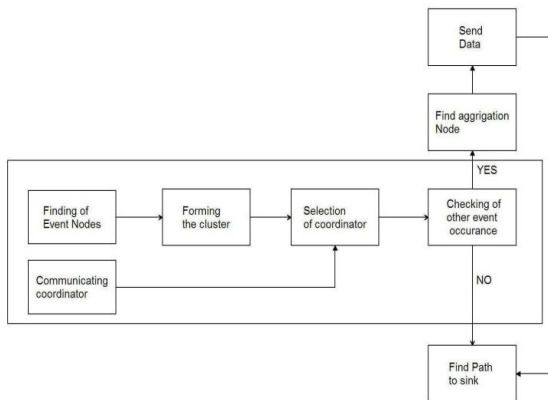 Send
Data
Find aggrigation
Node
YES
Finding of
Event Nodes
Forming
the cluster
Selection
of coordinator
Checking of
other event
occurance
Communicating
coordinator
NO
Find Path
to sink